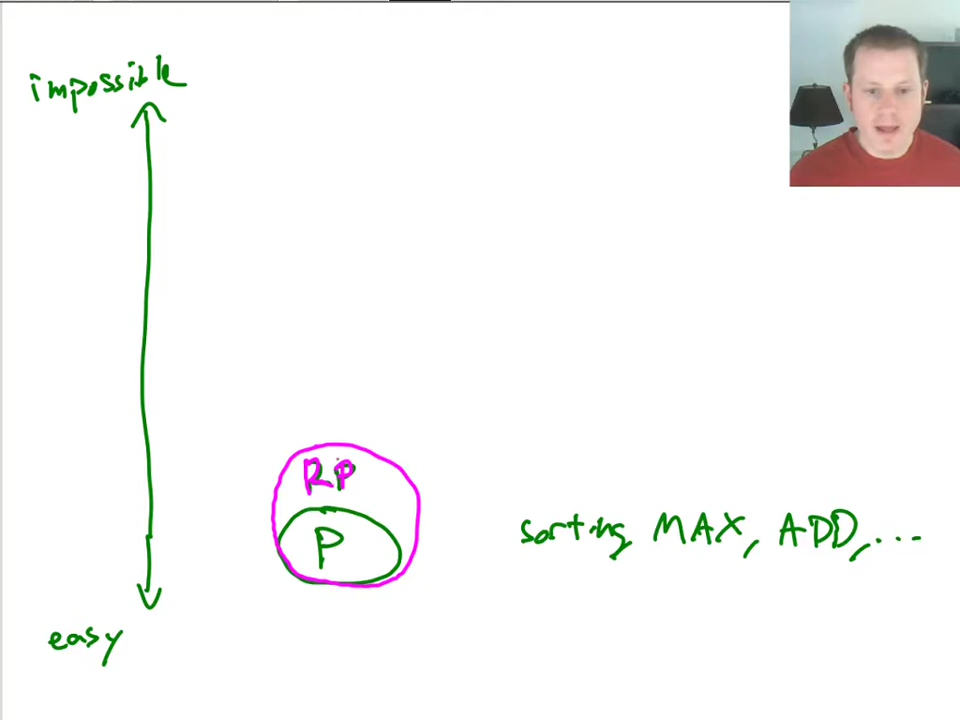 impossible
RP
P
sorting, MAX, ADD, ...
easy